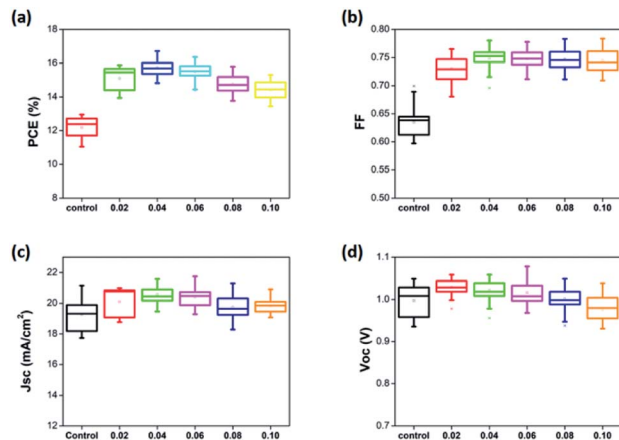 (a)
PCE (%)
18
16
14
12
10
8
control 0.02 0.04 0.06 0.08 0.10
(b)
FF
0.75
0.70
0.65
0.60
0.55
0.50
control 0.02 0.04 0.06 0.08 0.10
(c)
Jsc (mA/cm²)
22
20
18
16
14
12
Control 0.02 0.04 0.06 0.08 0.10
(d)
Voc (V)
1.1
1.0
0.9
0.8
0.7
control 0.02 0.04 0.06 0.08 0.10